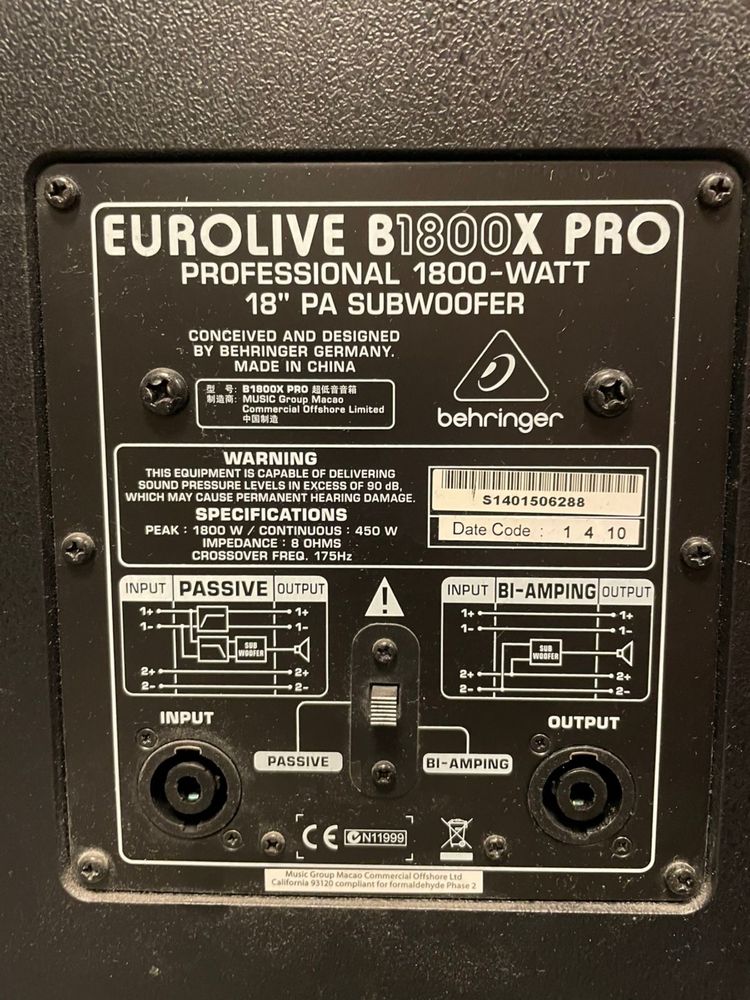 EUROLIVE B1800X PRO
PROFESSIONAL 1800-WATT
18" PA SUBWOOFER
CONCEIVED AND DESIGNED
BY BEHRINGER GERMANY.
MADE IN CHINA
型 号: B1800X PRO 超低音音箱
制造商: MUSIC Group Macao
Commercial Offshore Limited
中国制造
behringer
WARNING
THIS EQUIPMENT IS CAPABLE OF DELIVERING
SOUND PRESSURE LEVELS IN EXCESS OF 90 dB,
WHICH MAY CAUSE PERMANENT HEARING DAMAGE.
SPECIFICATIONS
PEAK : 1800 W / CONTINUOUS : 450 W
IMPEDANCE : 8 OHMS
CROSSOVER FREQ. 175Hz
S1401506288
Date Code : 1 4 10
INPUT PASSIVE OUTPUT
1+ 1+
1- 1-
SUB
WOOFER
2+ 2+
2- 2-
!
INPUT BI-AMPING OUTPUT
1+ 1+
1- 1-
SUB
WOOFER
2+ 2+
2- 2-
INPUT
OUTPUT
PASSIVE
BI-AMPING
CE N11999
Music Group Macao Commercial Offshore Ltd
California 93120 compliant for formaldehyde Phase 2